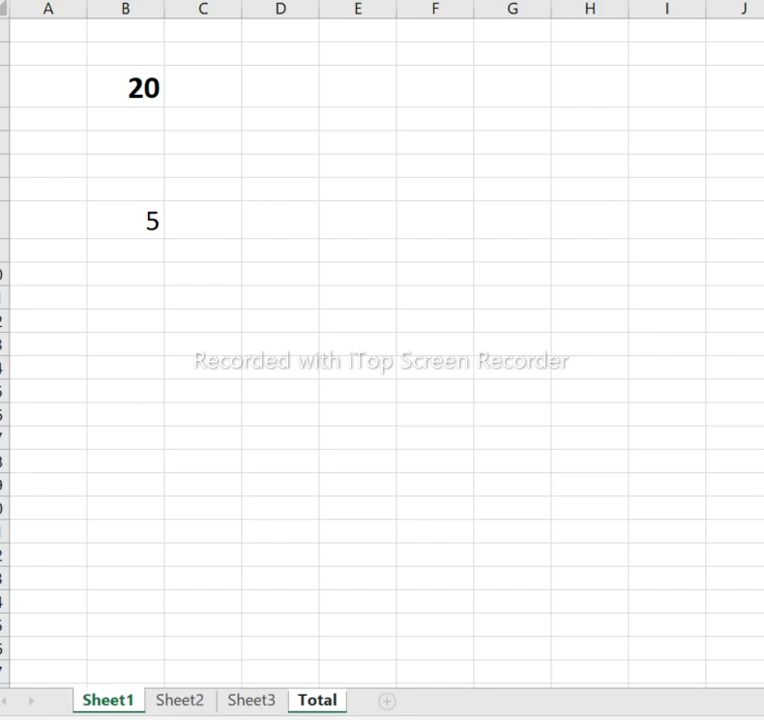 A B C D E F G H I J
20
5
Recorded with iTop Screen Recorder
Sheet1 Sheet2 Sheet3 Total